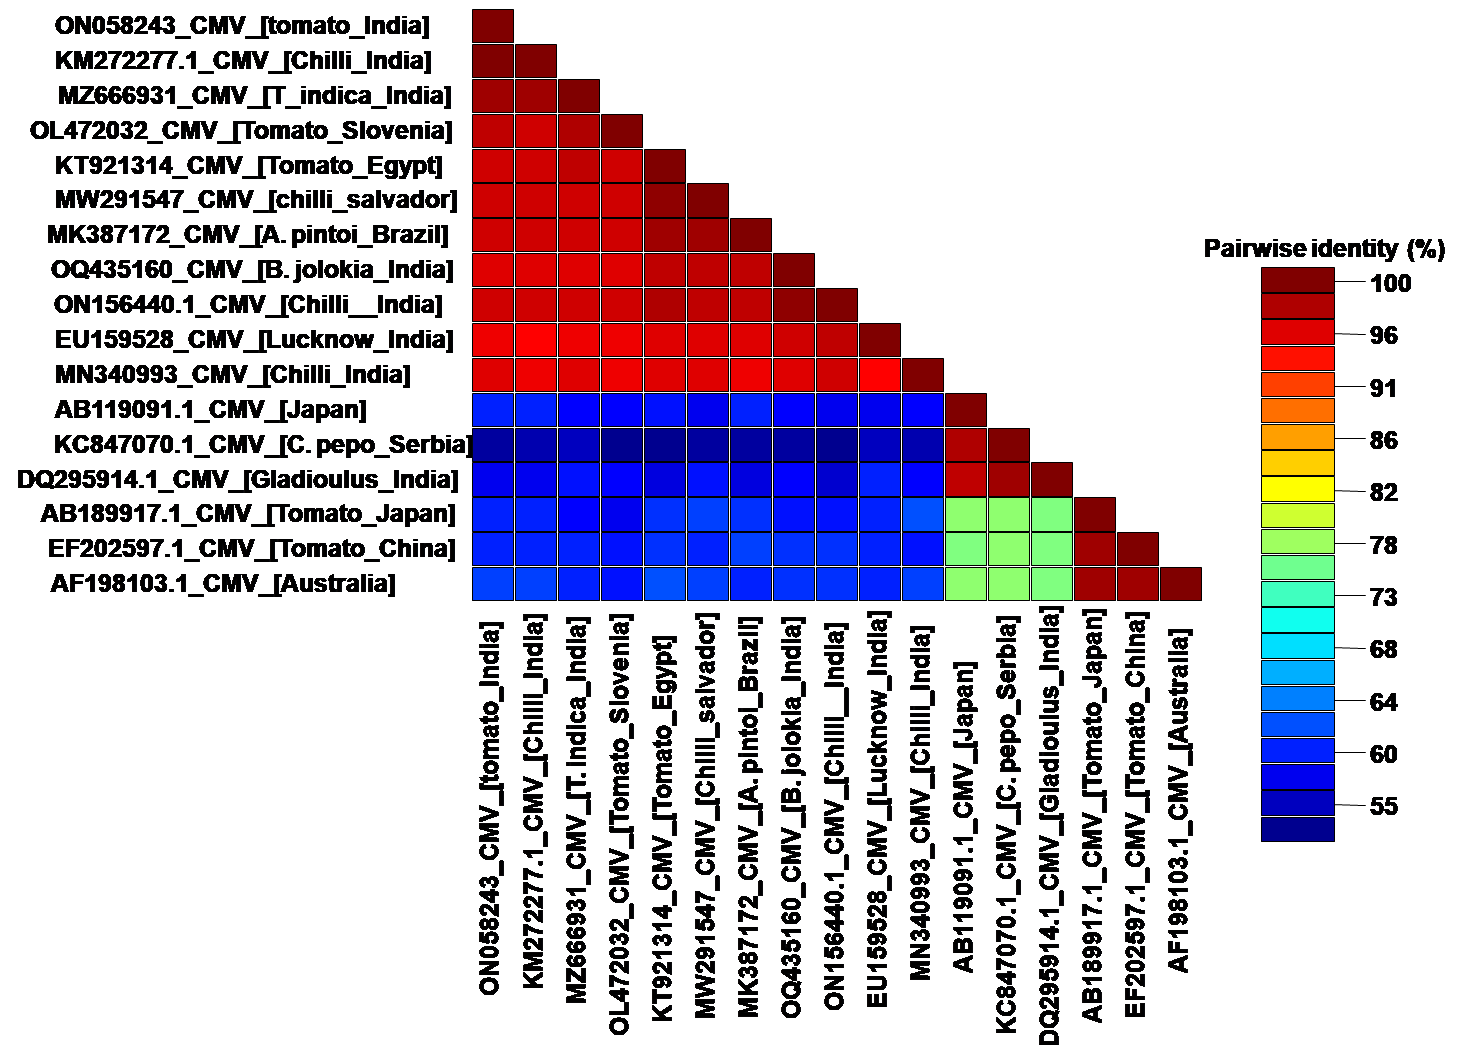 ON058243_CMV_[tomato_India]
KM272277.1_CMV_[Chilli_India]
MZ666931_CMV_[T_indica_India]
OL472032_CMV_[Tomato_Slovenia]
KT921314_CMV_[Tomato_Egypt]
MW291547_CMV_[chilli_salvador]
MK387172_CMV_[A. pintoi_Brazil]
OQ435160_CMV_[B. jolokia_India]
ON156440.1_CMV_[Chilli__India]
EU159528_CMV_[Lucknow_India]
MN340993_CMV_[Chilli_India]
AB119091.1_CMV_[Japan]
KC847070.1_CMV_[C. pepo_Serbia]
DQ295914.1_CMV_[Gladioulus_India]
AB189917.1_CMV_[Tomato_Japan]
EF202597.1_CMV_[Tomato_China]
AF198103.1_CMV_[Australia]
Pairwise identity (%)
100
96
91
86
82
78
73
68
64
60
55
ON058243_CMV_[tomato_India]
KM272277.1_CMV_[Chilli_India]
MZ666931_CMV_[T. indica_India]
OL472032_CMV_[Tomato_Slovenia]
KT921314_CMV_[Tomato_Egypt]
MW291547_CMV_[Chilli_salvador]
MK387172_CMV_[A. pintoi_Brazil]
OQ435160_CMV_[B. jolokia_India]
ON156440.1_CMV_[Chilli__India]
EU159528_CMV_[Lucknow_India]
MN340993_CMV_[Chilli_India]
AB119091.1_CMV_[Japan]
KC847070.1_CMV_[C. pepo_Serbia]
DQ295914.1_CMV_[Gladioulus_India]
AB189917.1_CMV_[Tomato_Japan]
EF202597.1_CMV_[Tomato_China]
AF198103.1_CMV_[Australia]